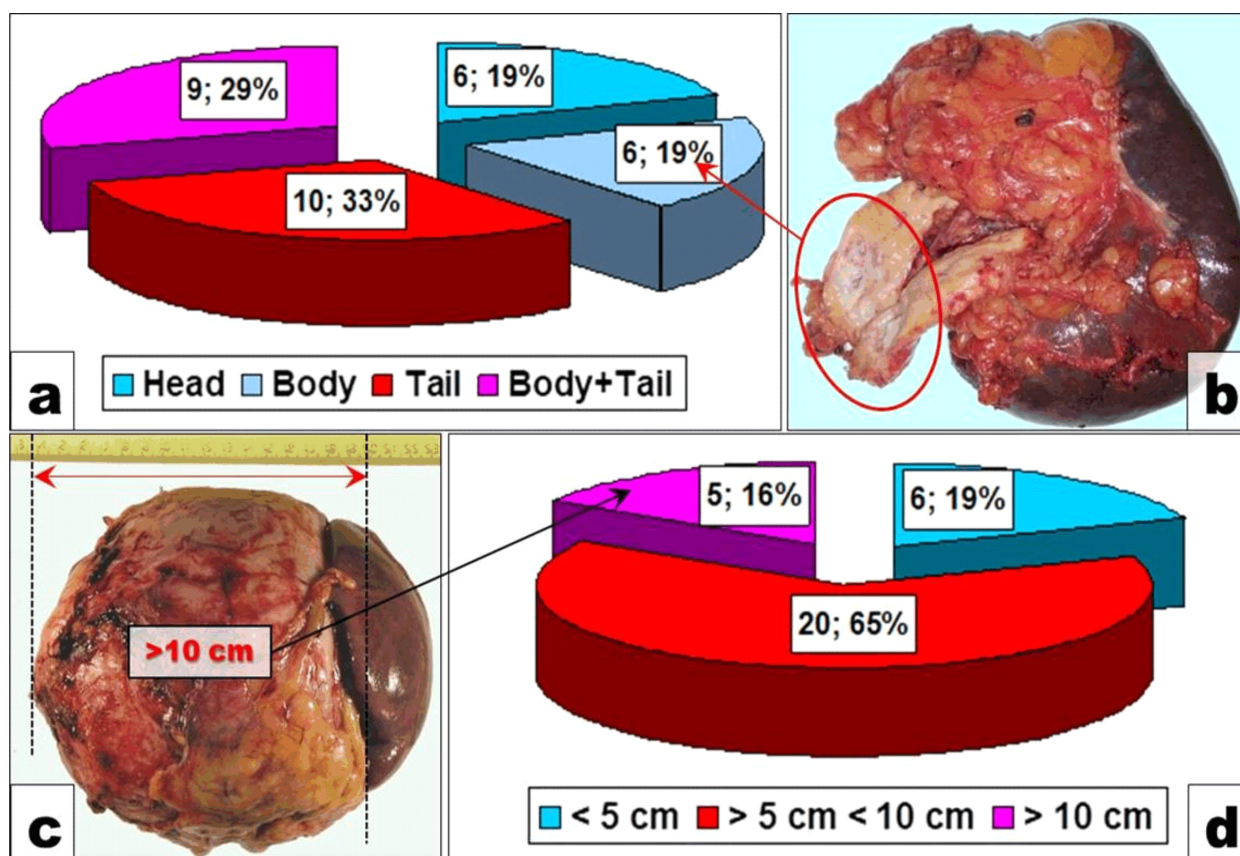 9; 29%
6; 19%
6; 19%
10; 33%
a
Head Body Tail Body+Tail
b
>10 cm
c
5; 16%
6; 19%
20; 65%
< 5 cm > 5 cm < 10 cm > 10 cm
d